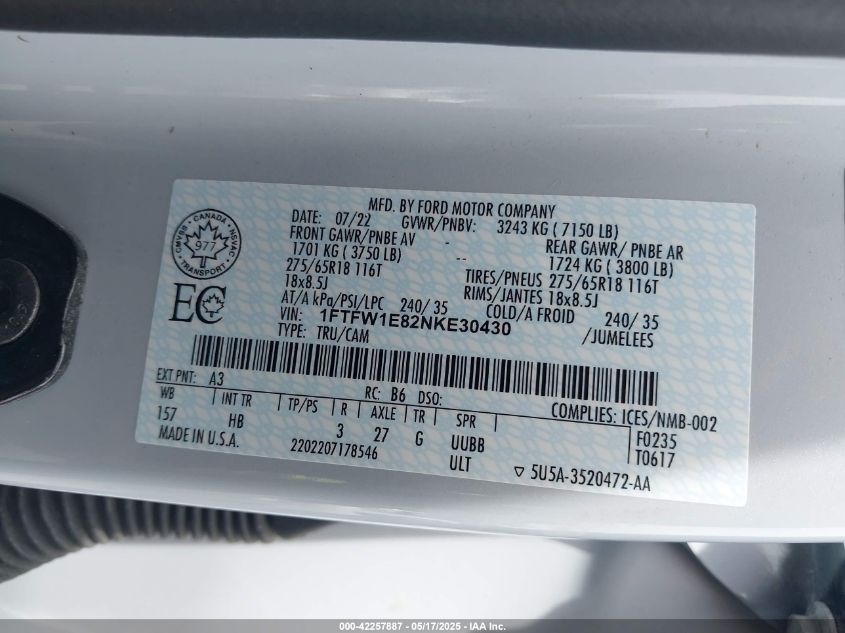 MFD. BY FORD MOTOR COMPANY
DATE: 07/22 GVWR/PNBV: 3243 KG ( 7150 LB)
FRONT GAWR/PNBE AV - REAR GAWR/ PNBE AR
1701 KG ( 3750 LB) -- 1724 KG ( 3800 LB)
275/65R18 116T TIRES/PNEUS 275/65R18 116T
18x8.5J RIMS/JANTES 18x8.5J
AT/A kPa/PSI/LPC 240/ 35 COLD/A FROID 240/ 35
VIN: 1FTFW1E82NKE30430 /JUMELEES
TYPE: TRU/CAM
CANADA
CMVSS NSVAC
977
TRANSPORT
EC
EXT PNT: A3 RC: B6 DSO: COMPLIES: ICES/NMB-002
WB INT TR TP/PS R AXLE TR SPR F0235
157 HB 3 27 G UUBB T0617
MADE IN U.S.A. 2202207178546 ULT ▽ 5U5A-3520472-AA
000-42257887 — 05/17/2025 — IAA Inc.